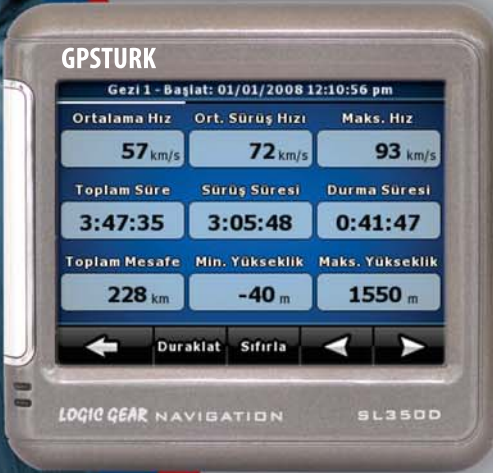 GPSTURK
Gezi 1 - Başlat: 01/01/2008 12:10:56 pm
Ortalama Hız Ort. Sürüş Hızı Maks. Hız
57 km/s 72 km/s 93 km/s
Toplam Süre Sürüş Süresi Durma Süresi
3:47:35 3:05:48 0:41:47
Toplam Mesafe Min. Yükseklik Maks. Yükseklik
228 km -40 m 1550 m
Duraklat Sıfırla
LOGIC GEAR NAVIGATION SL350D